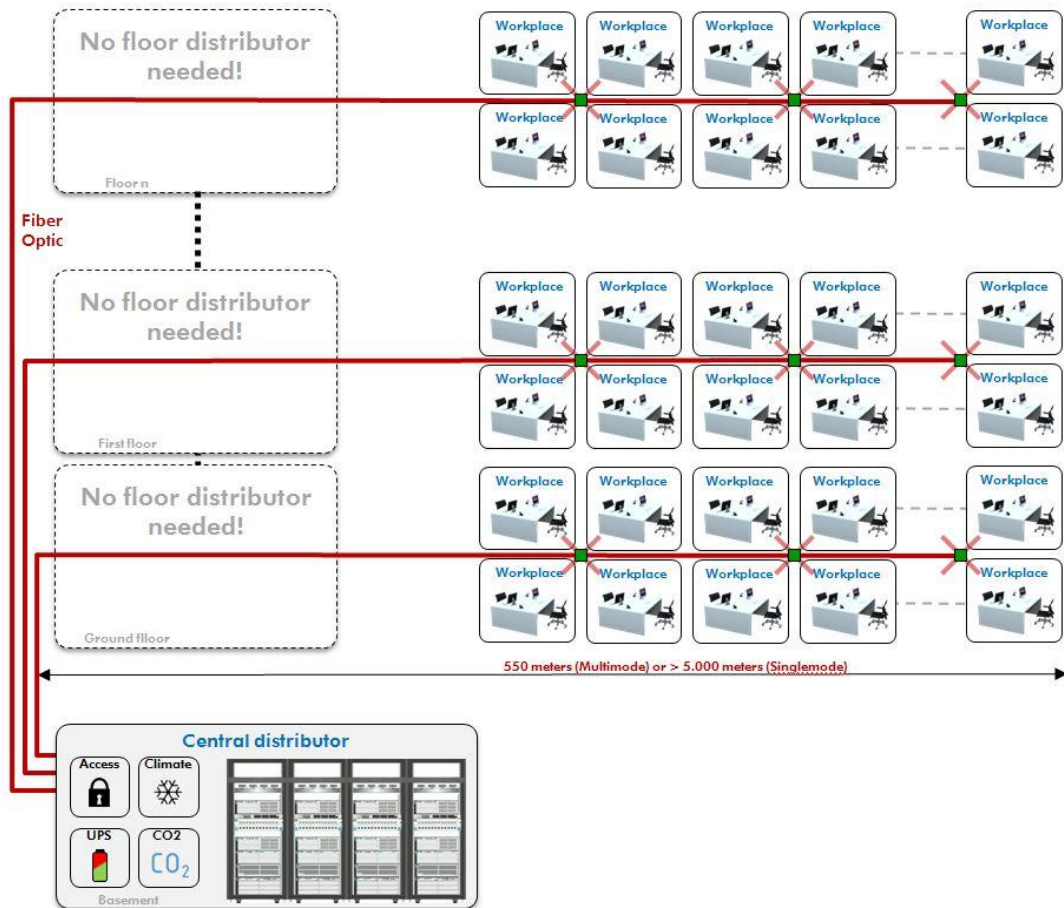 No floor distributor
needed!
Floor n
Workplace Workplace Workplace Workplace Workplace
Workplace Workplace Workplace Workplace Workplace
Fiber
Optic
No floor distributor
needed!
First floor
Workplace Workplace Workplace Workplace Workplace
Workplace Workplace Workplace Workplace Workplace
No floor distributor
needed!
Ground flloor
Workplace Workplace Workplace Workplace Workplace
Workplace Workplace Workplace Workplace Workplace
550 meters (Multimode) or > 5.000 meters (Singlemode)
Central distributor
Access Climate
UPS CO2
CO₂
Basement